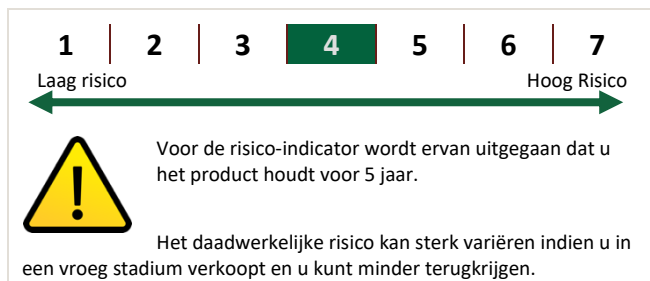 1 2 3 4 5 6 7
Laag risico Hoog Risico
Voor de risico-indicator wordt ervan uitgegaan dat u
het product houdt voor 5 jaar.
Het daadwerkelijke risico kan sterk variëren indien u in
een vroeg stadium verkoopt en u kunt minder terugkrijgen.